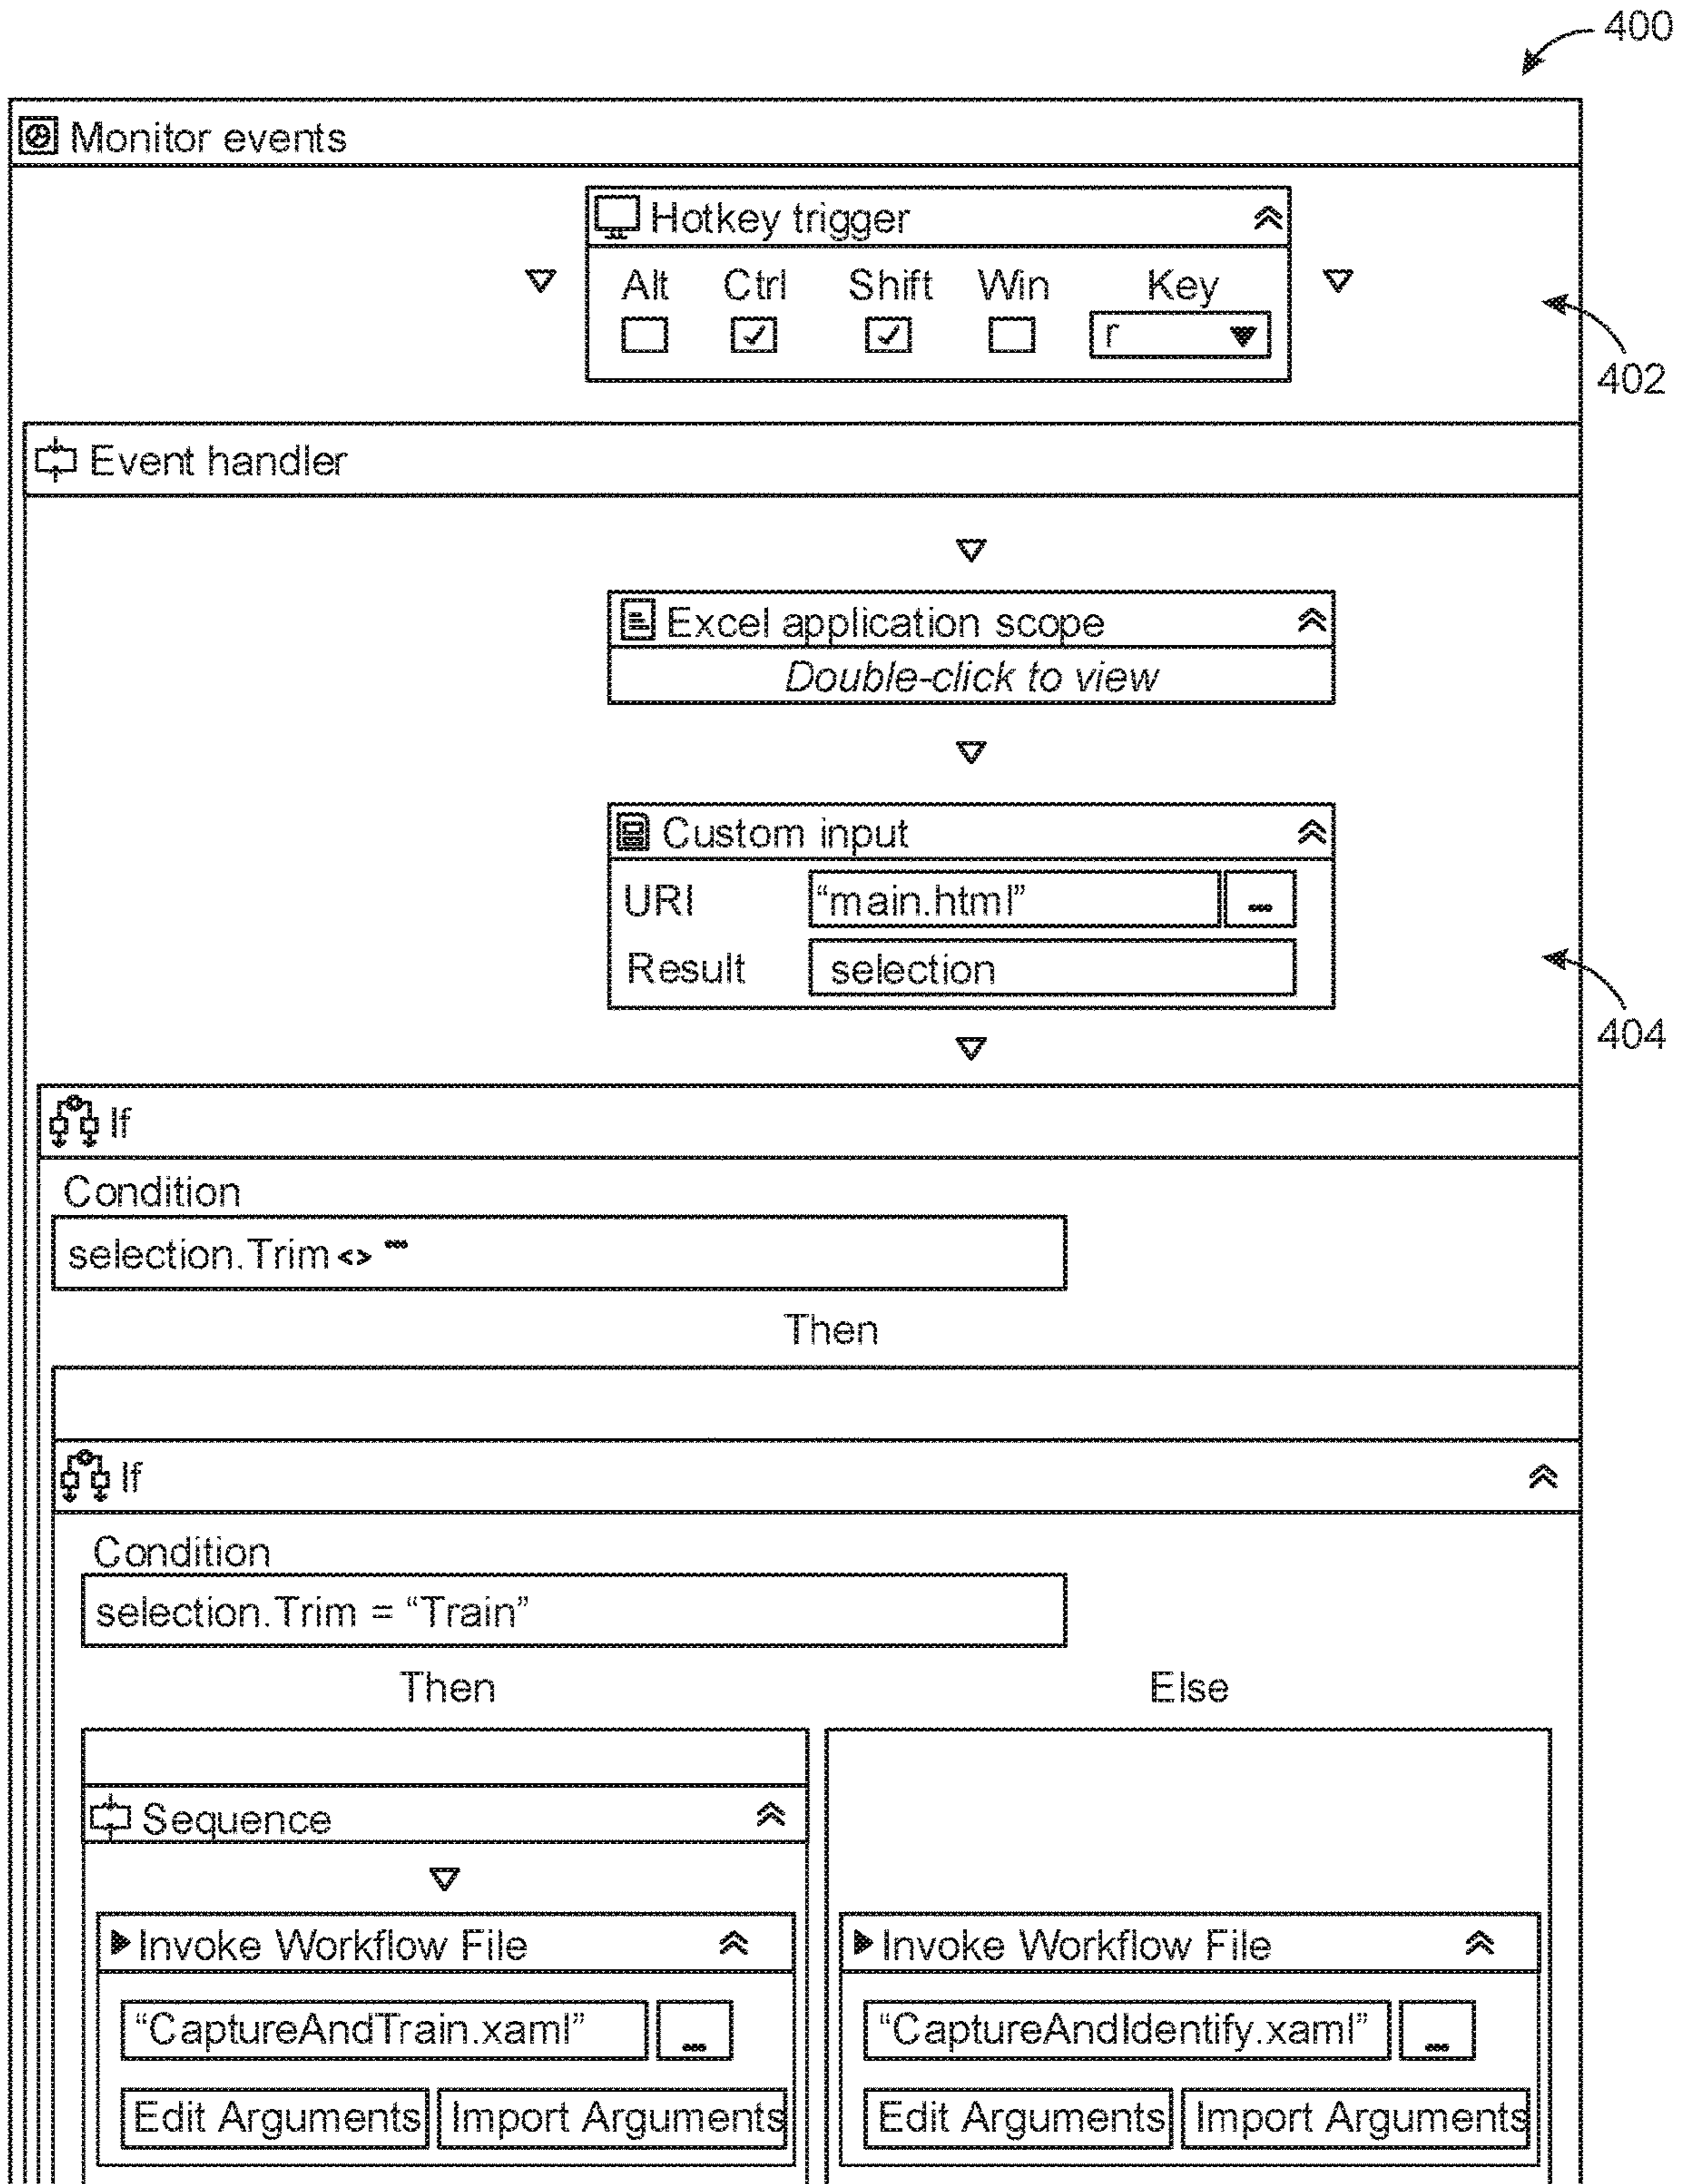 400
Monitor events
Hotkey trigger
Alt Ctrl Shift Win Key
r
402
Event handler
Excel application scope
Double-click to view
Custom input
URI "main.html" ...
Result selection
404
If
Condition
selection.Trim <> ""
Then
If
Condition
selection.Trim = “Train”
Then Else
Sequence
Invoke Workflow File Invoke Workflow File
“CaptureAndTrain.xaml” ... “CaptureAndIdentify.xaml” ...
Edit Arguments Import Arguments Edit Arguments Import Arguments